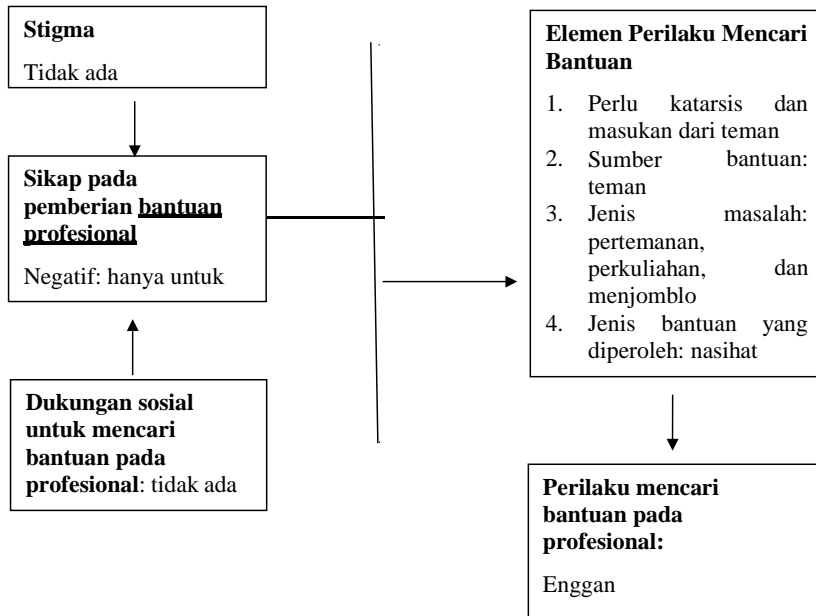 Stigma
Tidak ada
Sikap pada
pemberian bantuan
profesional
Negatif: hanya untuk
Dukungan sosial
untuk mencari
bantuan pada
profesional: tidak ada
Elemen Perilaku Mencari
Bantuan
1. Perlu katarsis dan
masukan dari teman
2. Sumber bantuan:
teman
3. Jenis masalah:
pertemanan,
perkuliahan, dan
menjomblo
4. Jenis bantuan yang
diperoleh: nasihat
Perilaku mencari
bantuan pada
profesional:
Enggan